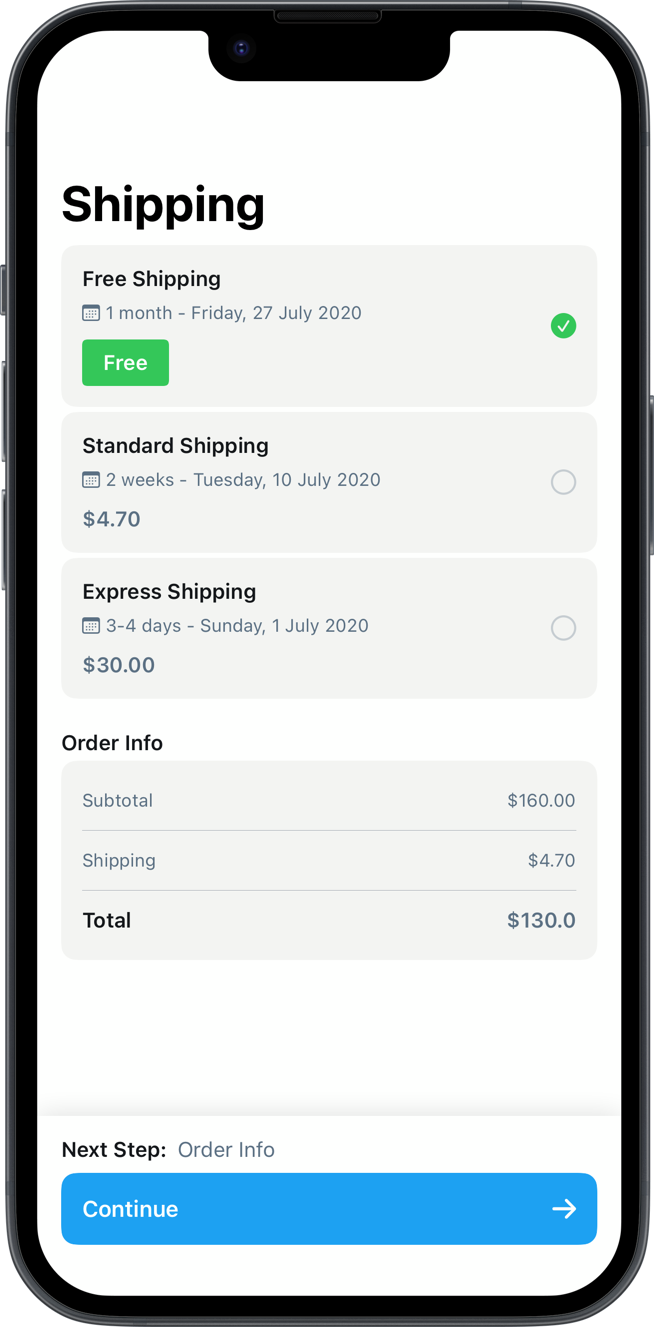 Shipping
Free Shipping
1 month - Friday, 27 July 2020
Free
Standard Shipping
2 weeks - Tuesday, 10 July 2020
$4.70
Express Shipping
3-4 days - Sunday, 1 July 2020
$30.00
Order Info
Subtotal $160.00
Shipping $4.70
Total $130.0
Next Step: Order Info
Continue